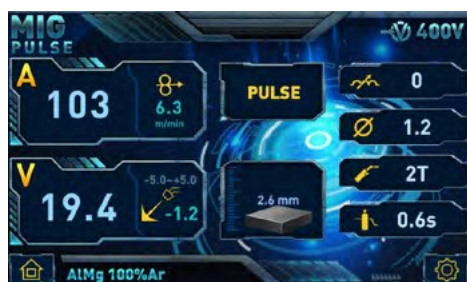 MIG
PULSE
400V
A
103
6.3
m/min
PULSE
0
1.2
V
19.4
-5.0~+5.0
-1.2
2.6 mm
2T
0.6s
AlMg 100%Ar